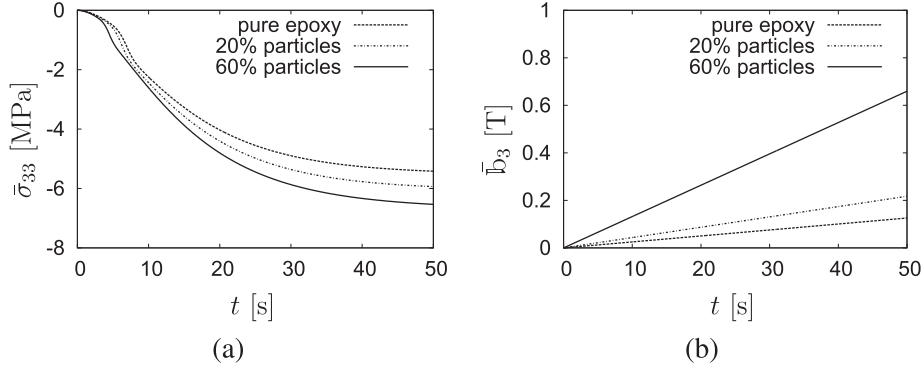 0
-2
-4
-6
-8
σ̄₃₃ [MPa]
pure epoxy
20% particles
60% particles
0 10 20 30 40 50
t [s]
(a)
1
0.8
0.6
0.4
0.2
0
𝕓̄₃ [T]
pure epoxy
20% particles
60% particles
0 10 20 30 40 50
t [s]
(b)